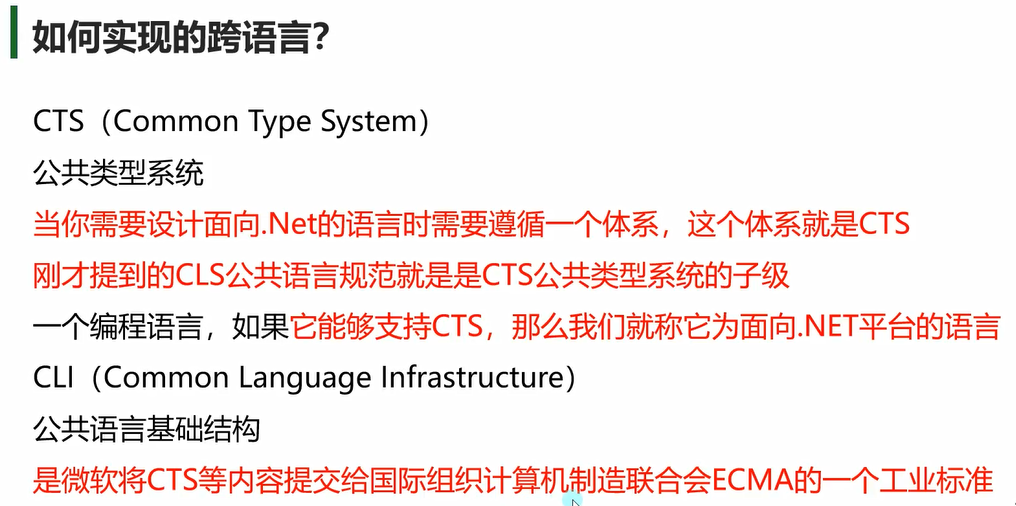 如何实现的跨语言?
CTS（Common Type System）
公共类型系统
当你需要设计面向.Net的语言时需要遵循一个体系，这个体系就是CTS
刚才提到的CLS公共语言规范就是是CTS公共类型系统的子级
一个编程语言，如果它能够支持CTS，那么我们就称它为面向.NET平台的语言
CLI（Common Language Infrastructure）
公共语言基础结构
是微软将CTS等内容提交给国际组织计算机制造联合会ECMA的一个工业标准